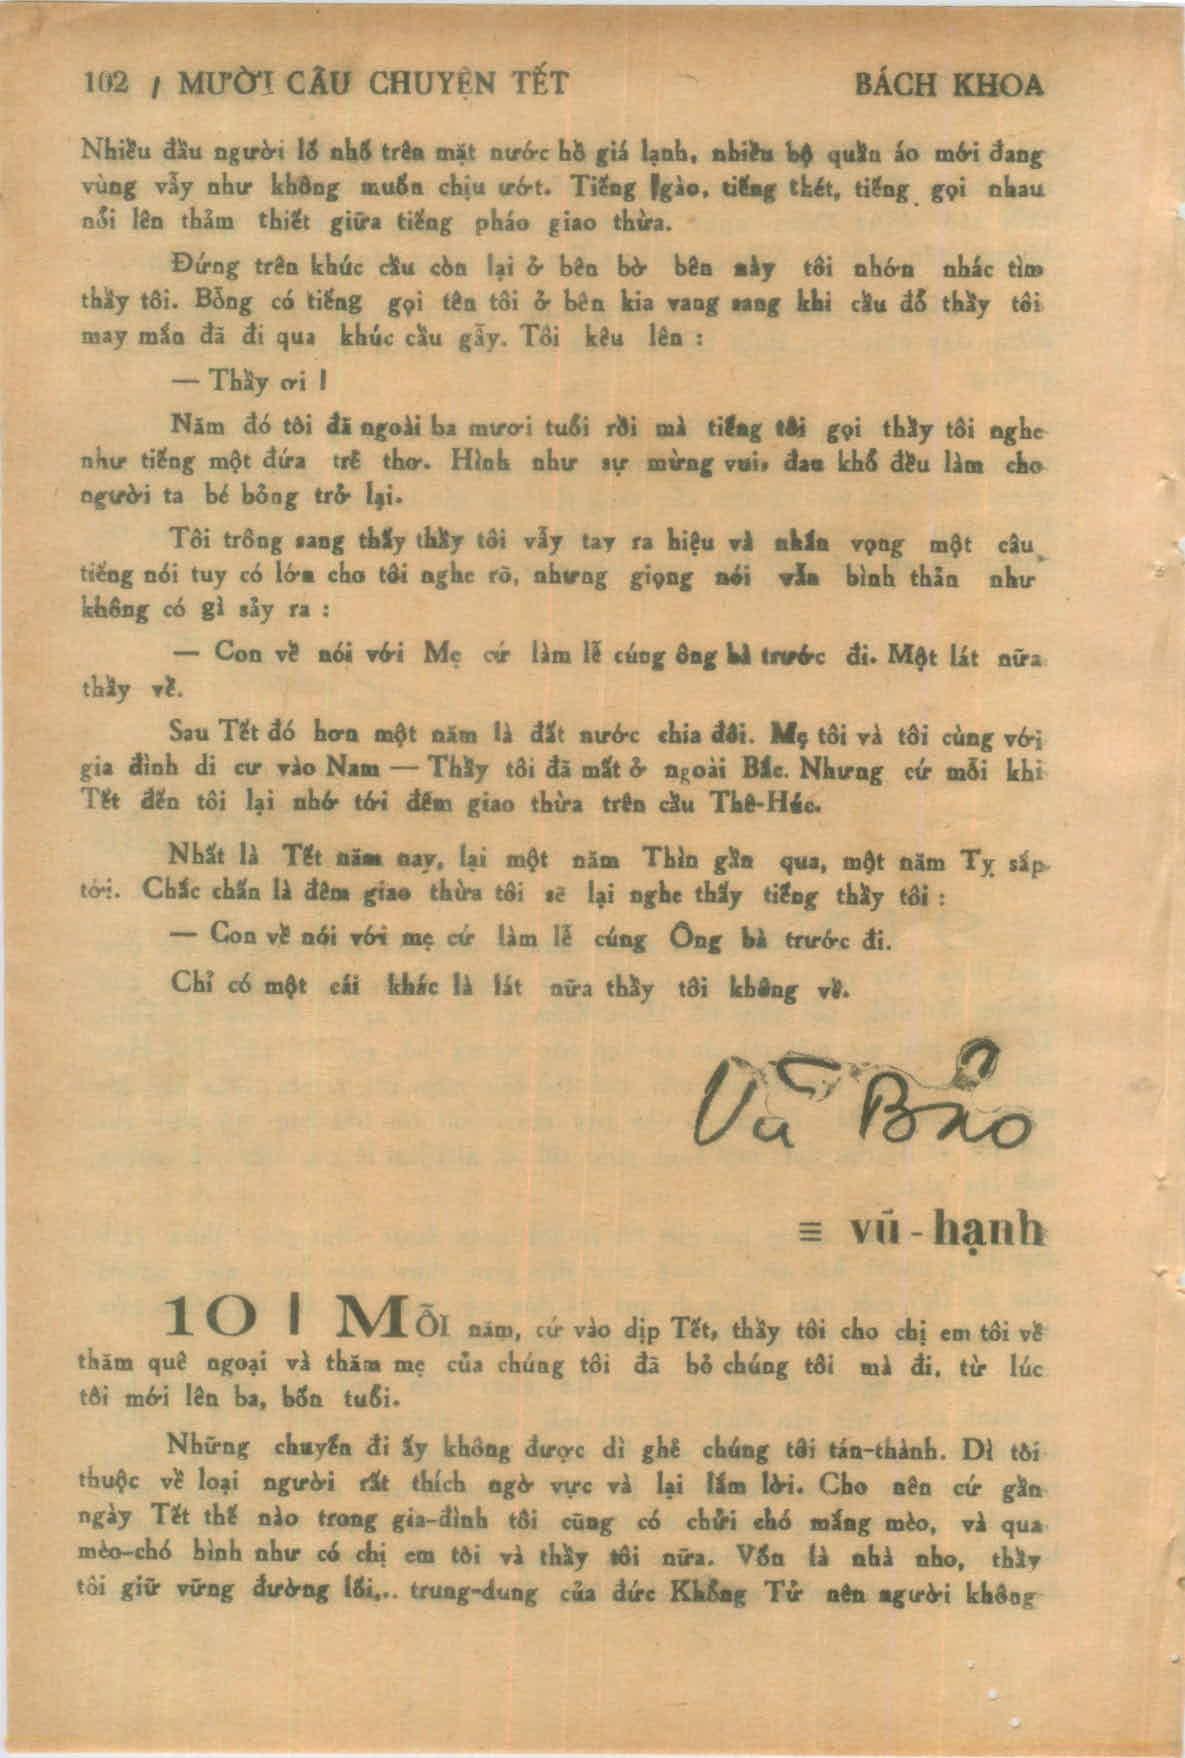 102 / MƯỜI CÂU CHUYỆN TẾT BÁCH KHOA
Nhiều đầu người lố nhố trên mặt nước hồ giá lạnh, nhiều bộ quần áo mới đang
vùng vẫy như không muốn chịu ướt. Tiếng gào, tiếng thét, tiếng gọi nhau
nổi lên thảm thiết giữa tiếng pháo giao thừa.
Đứng trên khúc cầu còn lại ở bên bờ bên này tôi nhớn nhác tìm
thầy tôi. Bỗng có tiếng gọi tên tôi ở bên kia vang sang khi cầu đổ thầy tôi
may mắn đã đi qua khúc cầu gẫy. Tôi kêu lên :
— Thầy ơi !
Năm đó tôi đã ngoài ba mươi tuổi rồi mà tiếng tôi gọi thầy tôi nghe
như tiếng một đứa trẻ thơ. Hình như sự mừng vui, đau khổ đều làm cho
người ta bé bỏng trở lại.
Tôi trông sang thấy thầy tôi vẫy tay ra hiệu và nhắn vọng một câu
tiếng nói tuy có lớn cho tôi nghe rõ, nhưng giọng nói vẫn bình thản như
không có gì sảy ra :
— Con về nói với Mẹ cứ làm lễ cúng ông bà trước đi. Một lát nữa
thầy về.
Sau Tết đó hơn một năm là đất nước chia đôi. Mẹ tôi và tôi cùng với
gia đình di cư vào Nam — Thầy tôi đã mất ở ngoài Bắc. Nhưng cứ mỗi khi
Tết đến tôi lại nhớ tới đêm giao thừa trên cầu Thê-Húc.
Nhất là Tết năm nay, lại một năm Thìn gần qua, một năm Tỵ sắp
tới. Chắc chắn là đêm giao thừa tôi sẽ lại nghe thấy tiếng thầy tôi :
— Con về nói với mẹ cứ làm lễ cúng Ông bà trước đi.
Chỉ có một cái khác là lát nữa thầy tôi không về.
Vũ Bảo
≡ vũ - hạnh
10 | MỖI năm, cứ vào dịp Tết, thầy tôi cho chị em tôi về
thăm quê ngoại và thăm mẹ của chúng tôi đã bỏ chúng tôi mà đi, từ lúc
tôi mới lên ba, bốn tuổi.
Những chuyến đi ấy không được dì ghẻ chúng tôi tán-thành. Dì tôi
thuộc về loại người rất thích ngờ vực và lại lắm lời. Cho nên cứ gần
ngày Tết thế nào trong gia-đình tôi cũng có chửi chó mắng mèo, và qua
mèo-chó hình như có chị em tôi và thầy tôi nữa. Vốn là nhà nho, thầy
tôi giữ vững đường lối... trung-dung của đức Khổng Tử nên người không